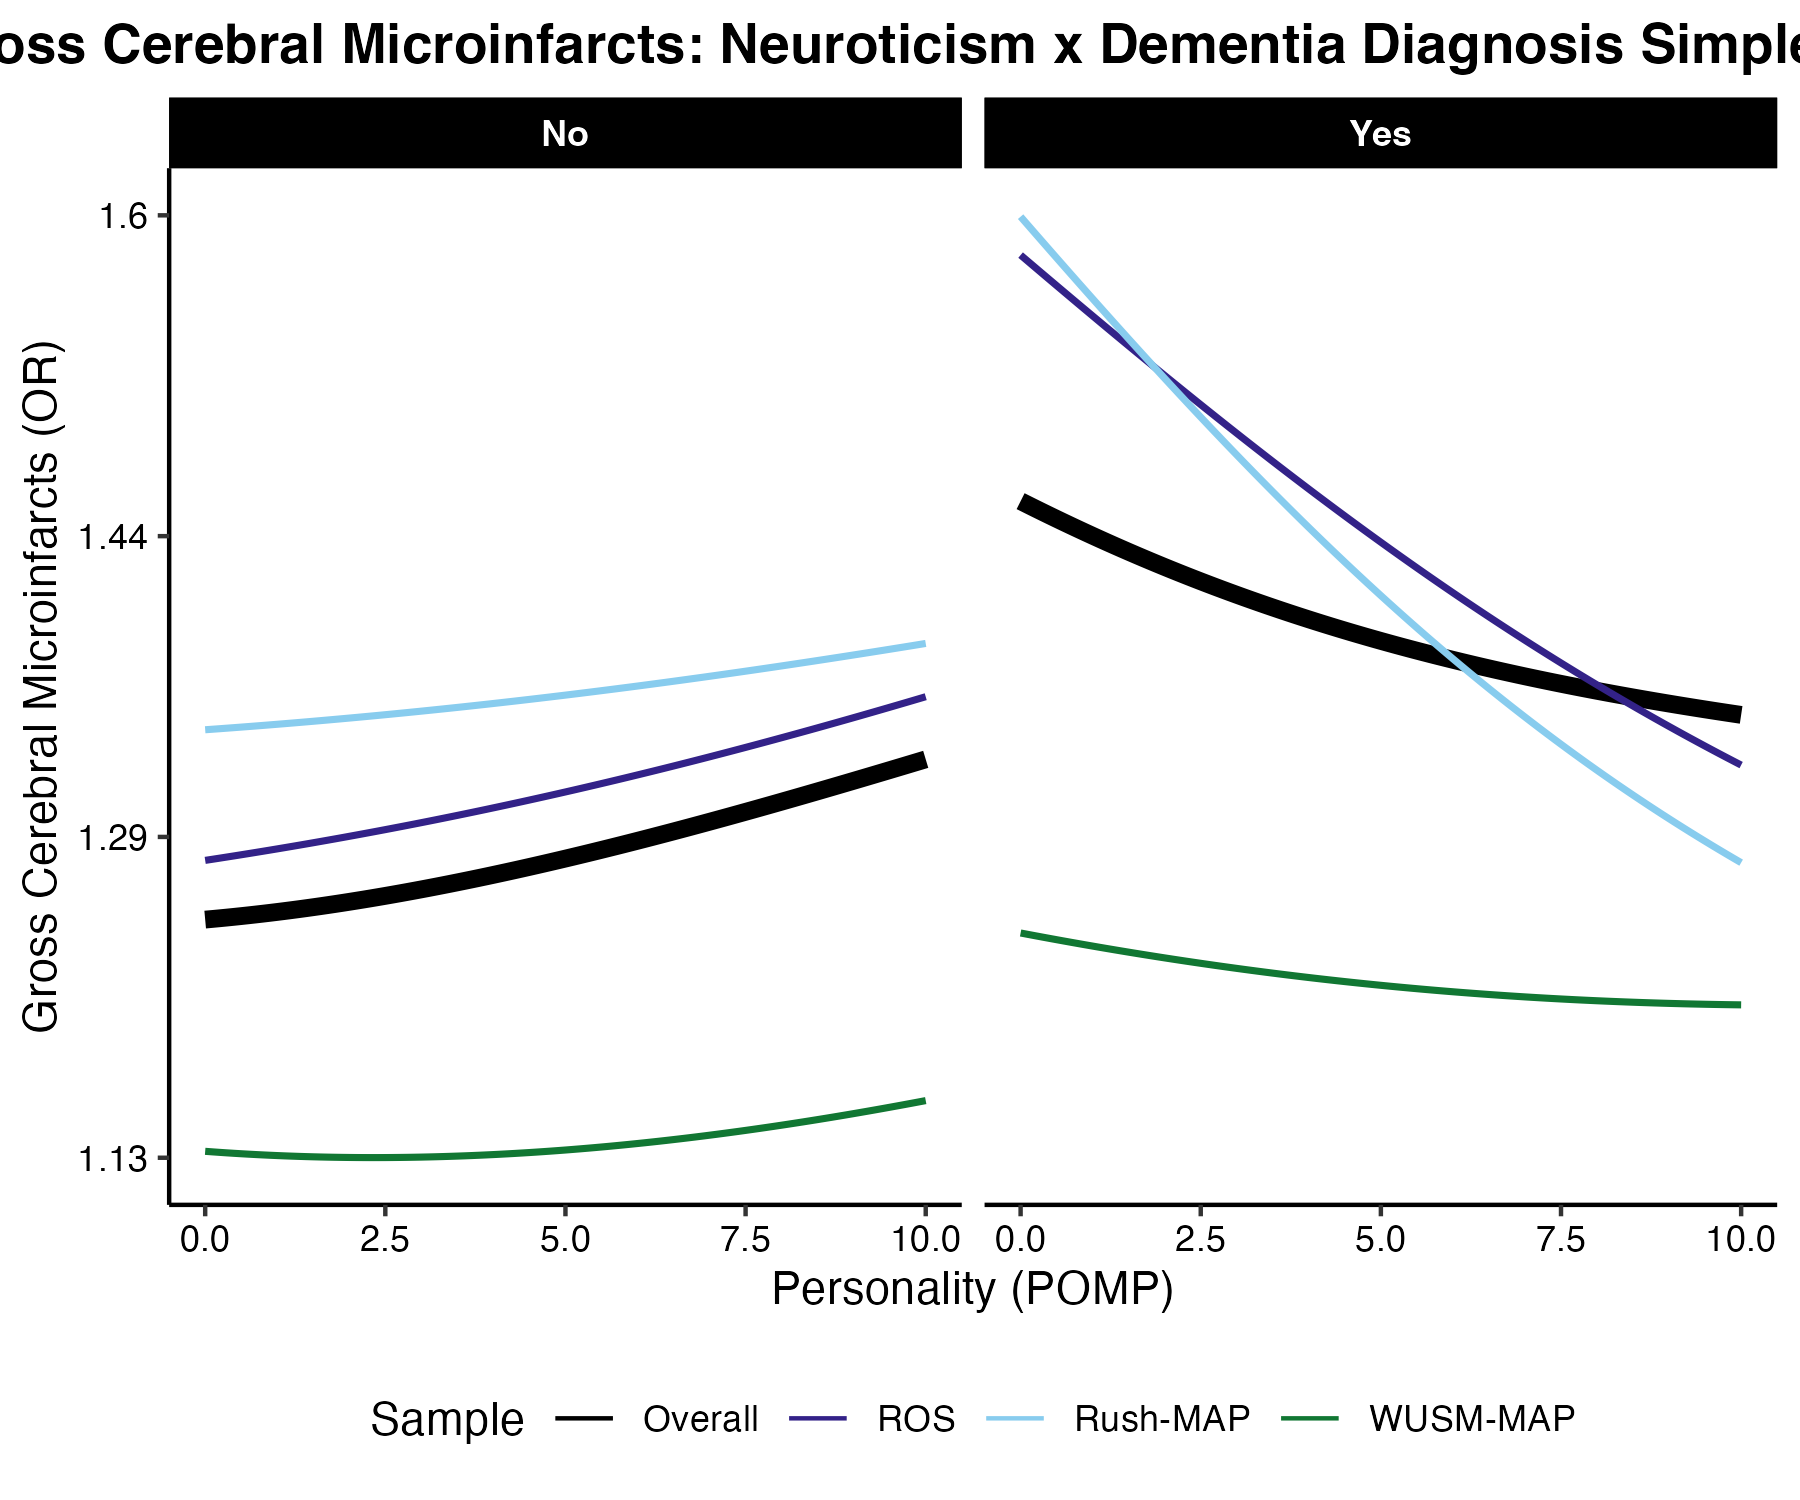 oss Cerebral Microinfarcts: Neuroticism x Dementia Diagnosis Simple
No
Yes
Gross Cerebral Microinfarcts (OR)
1.6
1.44
1.29
1.13
0.0 2.5 5.0 7.5 10.0
0.0 2.5 5.0 7.5 10.0
Personality (POMP)
Sample Overall ROS Rush-MAP WUSM-MAP